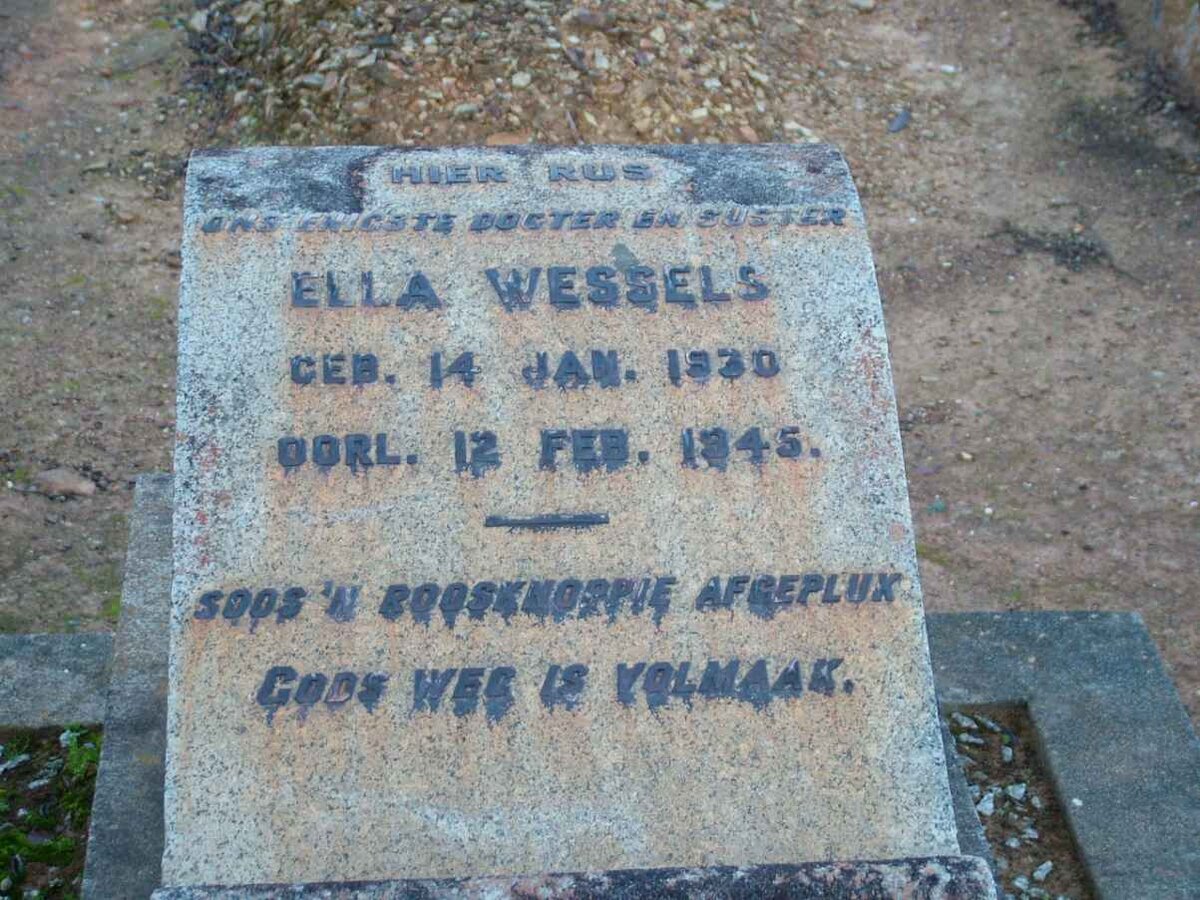 HIER RUS
ONS ENIGSTE DOGTER EN SUSTER
ELLA WESSELS
GEB. 14 JAN. 1930
OORL. 12 FEB. 1945.
SOOS 'N ROOSKNOPPIE AFGEPLUK
GODS WEG IS VOLMAAK.